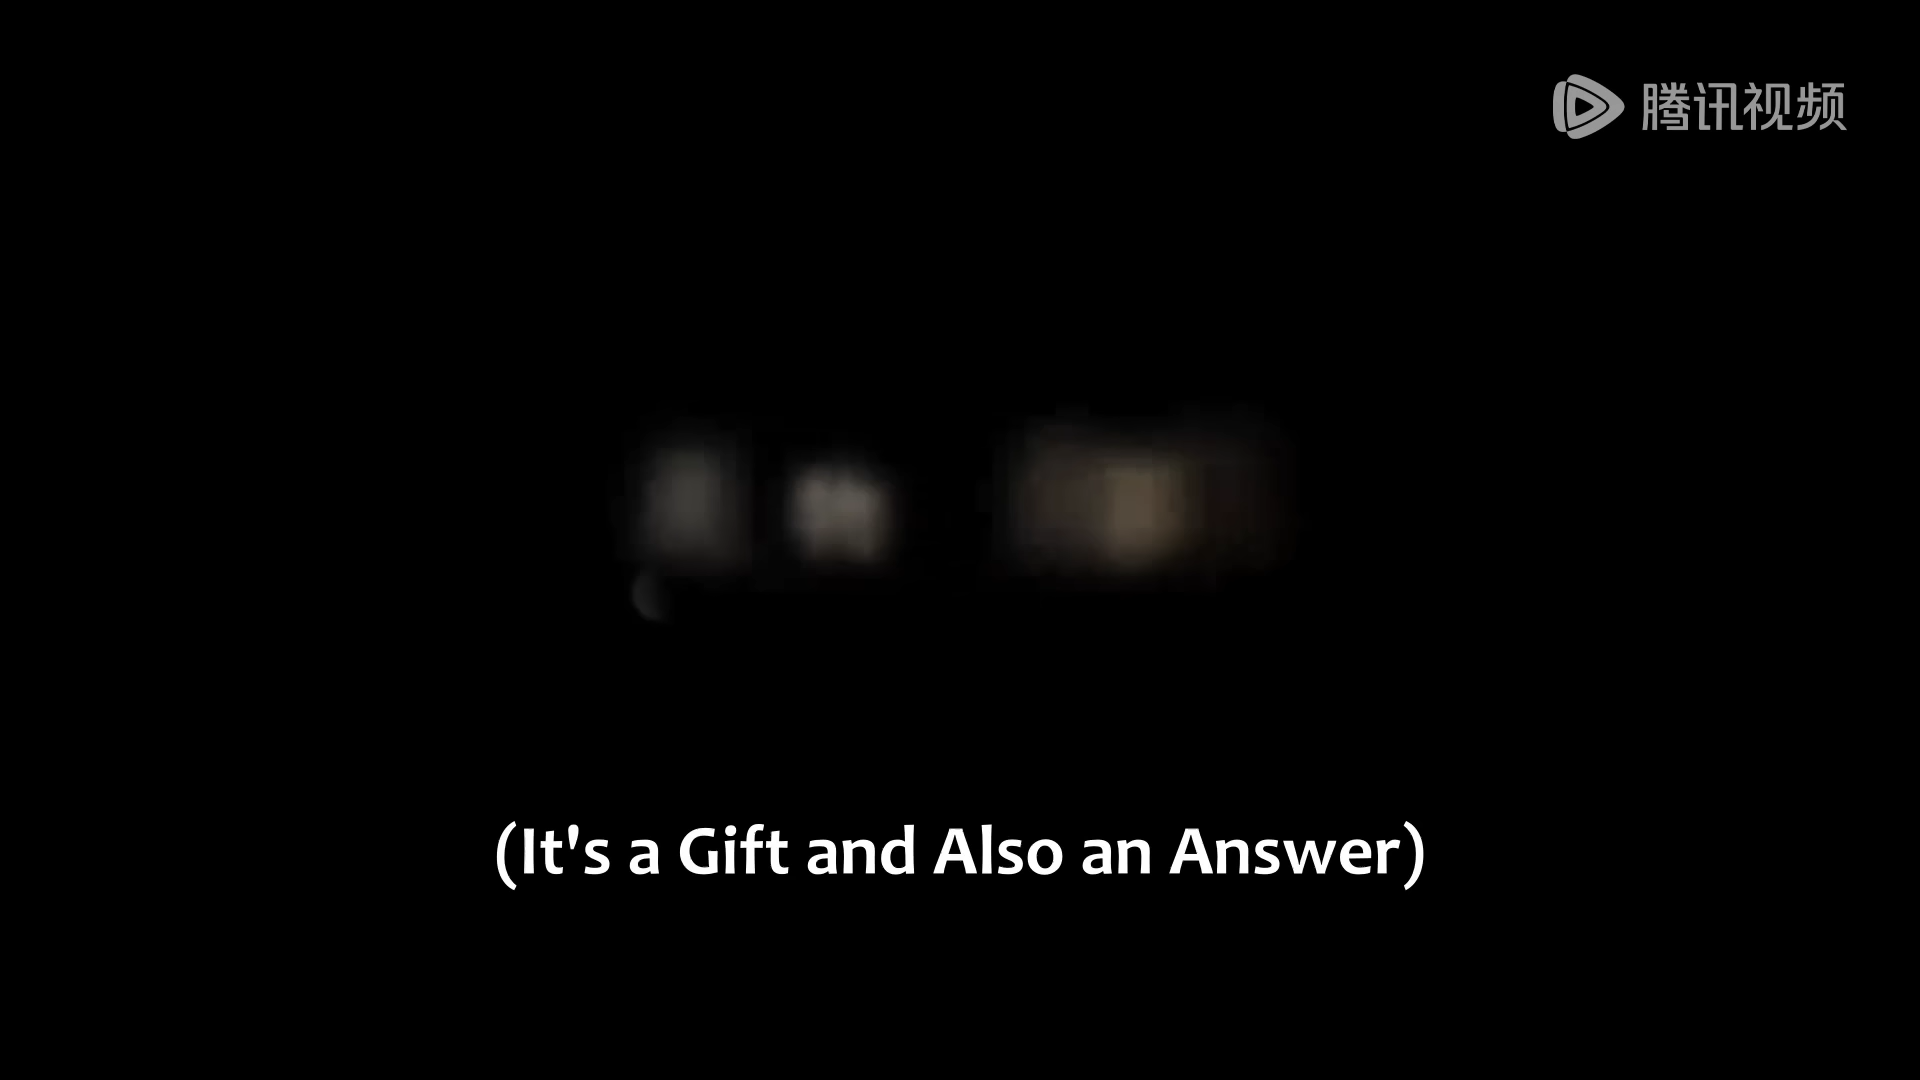 腾讯视频
(It's a Gift and Also an Answer)